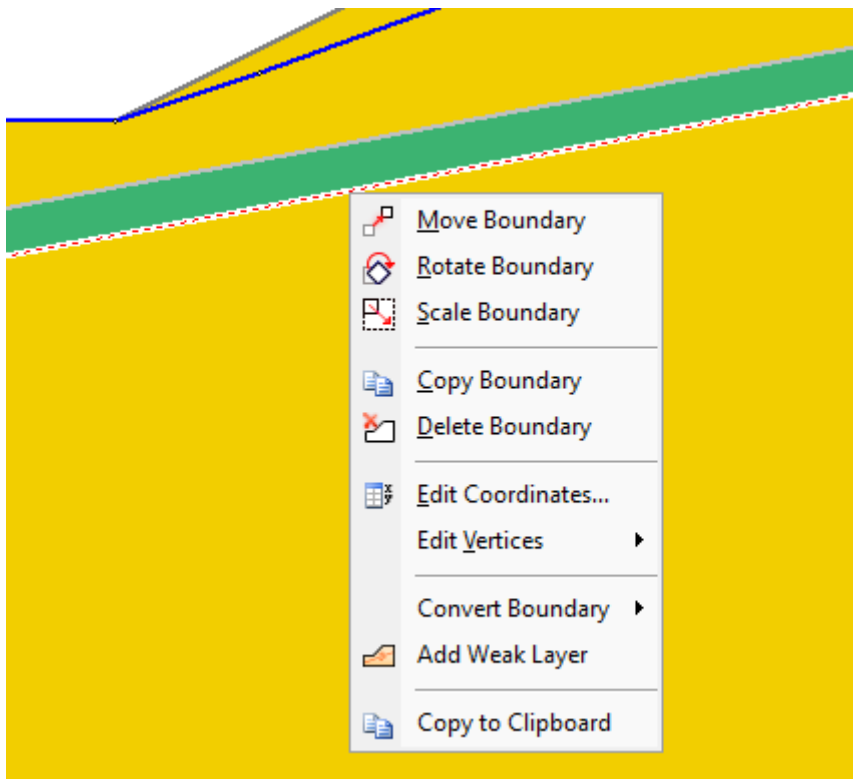 Move Boundary
Rotate Boundary
Scale Boundary
Copy Boundary
Delete Boundary
Edit Coordinates...
Edit Vertices
Convert Boundary
Add Weak Layer
Copy to Clipboard